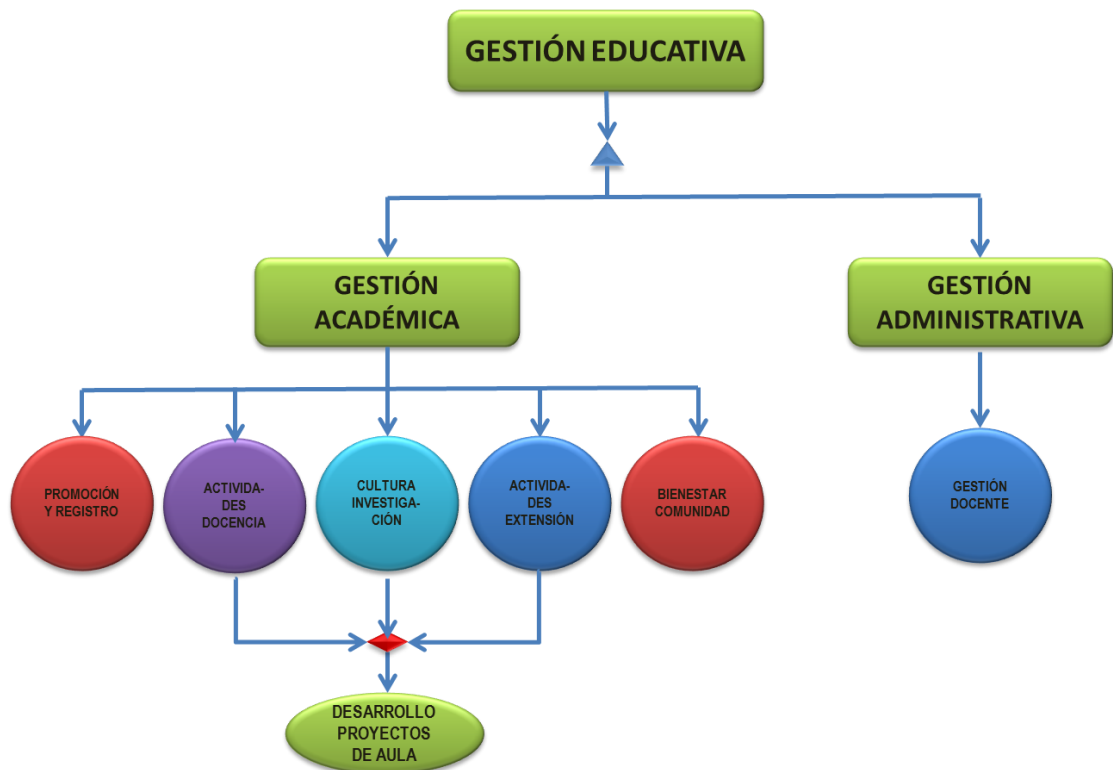 GESTIÓN EDUCATIVA
GESTIÓN
ACADÉMICA
GESTIÓN
ADMINISTRATIVA
PROMOCIÓN
Y REGISTRO
ACTIVIDA-
DES
DOCENCIA
CULTURA
INVESTIGA-
CIÓN
ACTIVIDA-
DES
EXTENSIÓN
BIENESTAR
COMUNIDAD
GESTIÓN
DOCENTE
DESARROLLO
PROYECTOS
DE AULA